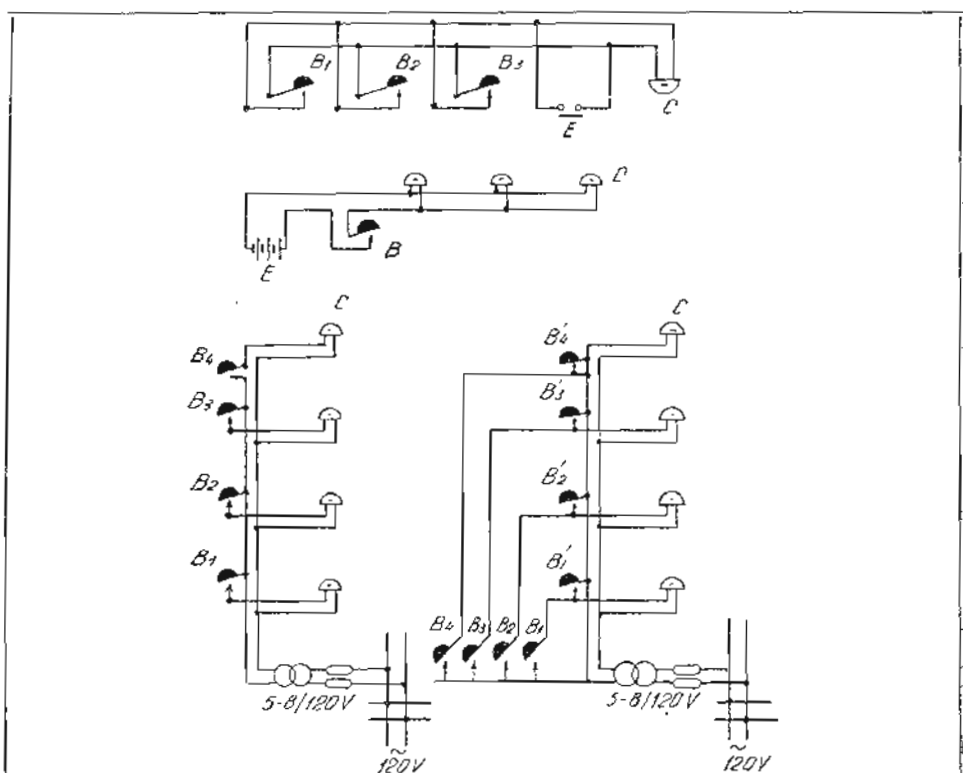 B1 B2 B3
C
E
C
B
E
C C
B4 B'4
B3 B'3
B2 B'2
B1 B'1
B4 B3 B2 B1
5-8/120V 5-8/120V
~ ~
120V 120V